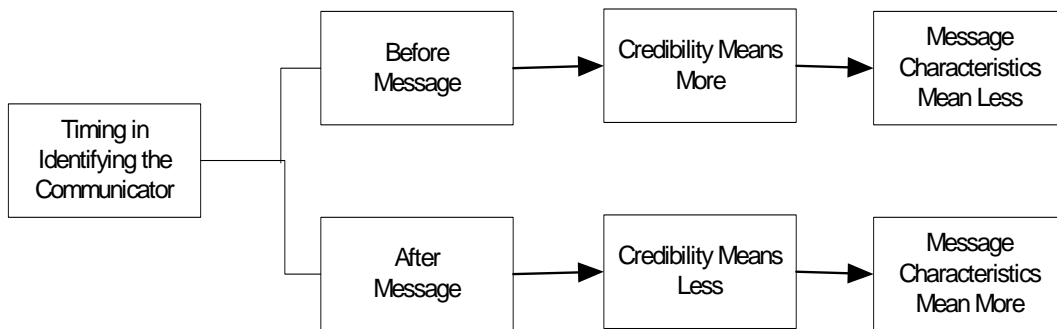 Timing in
Identifying the
Communicator
Before
Message
Credibility Means
More
Message
Characteristics
Mean Less
After
Message
Credibility Means
Less
Message
Characteristics
Mean More